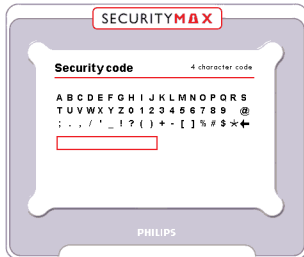 SECURITYMAX
Security code 4 character code
A B C D E F G H I J K L M N O P Q R S
T U V W X Y Z 0 1 2 3 4 5 6 7 8 9 @
; . , / ' _ ! ? ( ) + - [ ] % # $ * ←
PHILIPS